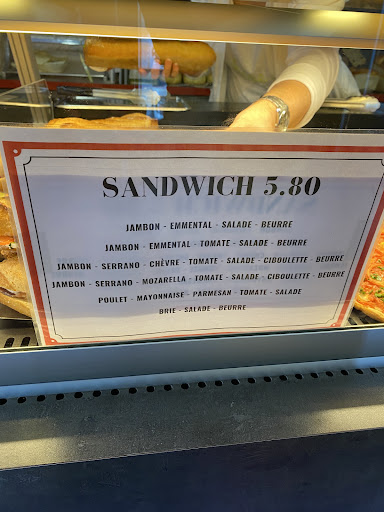 SANDWICH 5.80
JAMBON - EMMENTAL - SALADE - BEURRE
JAMBON - EMMENTAL - TOMATE - SALADE - BEURRE
JAMBON - SERRANO - CHÈVRE - TOMATE - SALADE - CIBOULETTE - BEURRE
JAMBON - SERRANO - MOZARELLA - TOMATE - SALADE - CIBOULETTE - BEURRE
POULET - MAYONNAISE - PARMESAN - TOMATE - SALADE
BRIE - SALADE - BEURRE